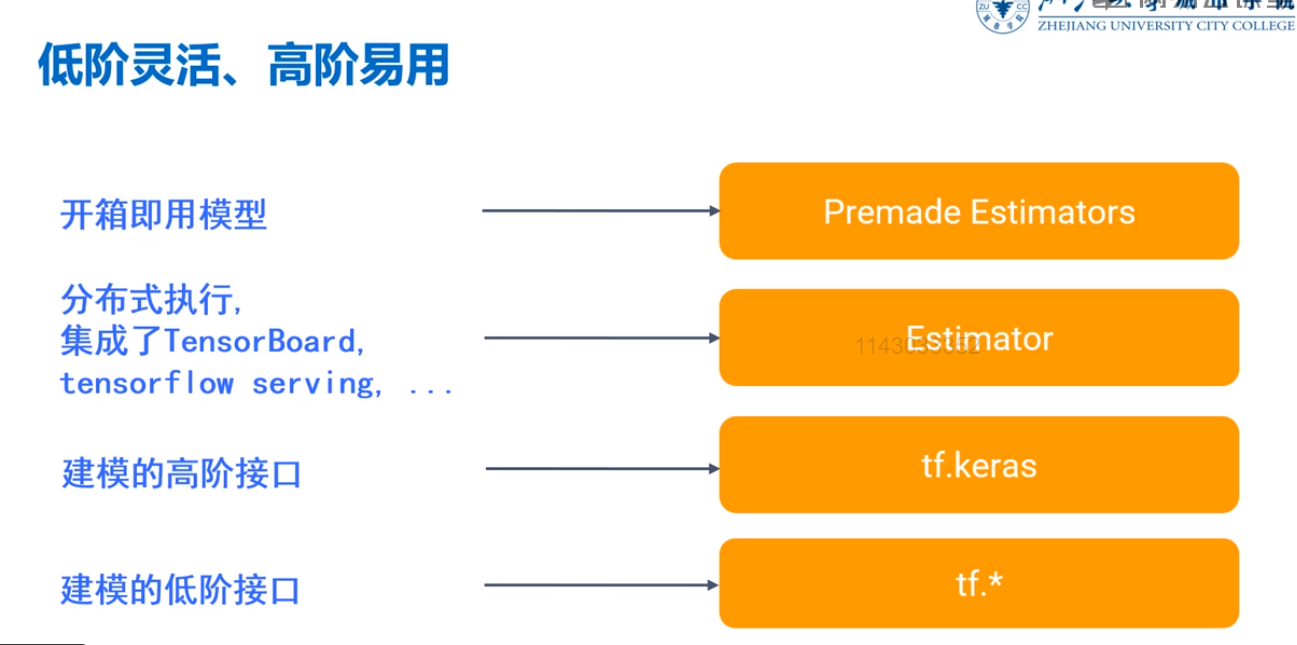 ZHEJIANG UNIVERSITY CITY COLLEGE
低阶灵活、高阶易用
开箱即用模型
Premade Estimators
分布式执行,
集成了TensorBoard,
tensorflow serving, ...
Estimator
建模的高阶接口
tf.keras
建模的低阶接口
tf.*